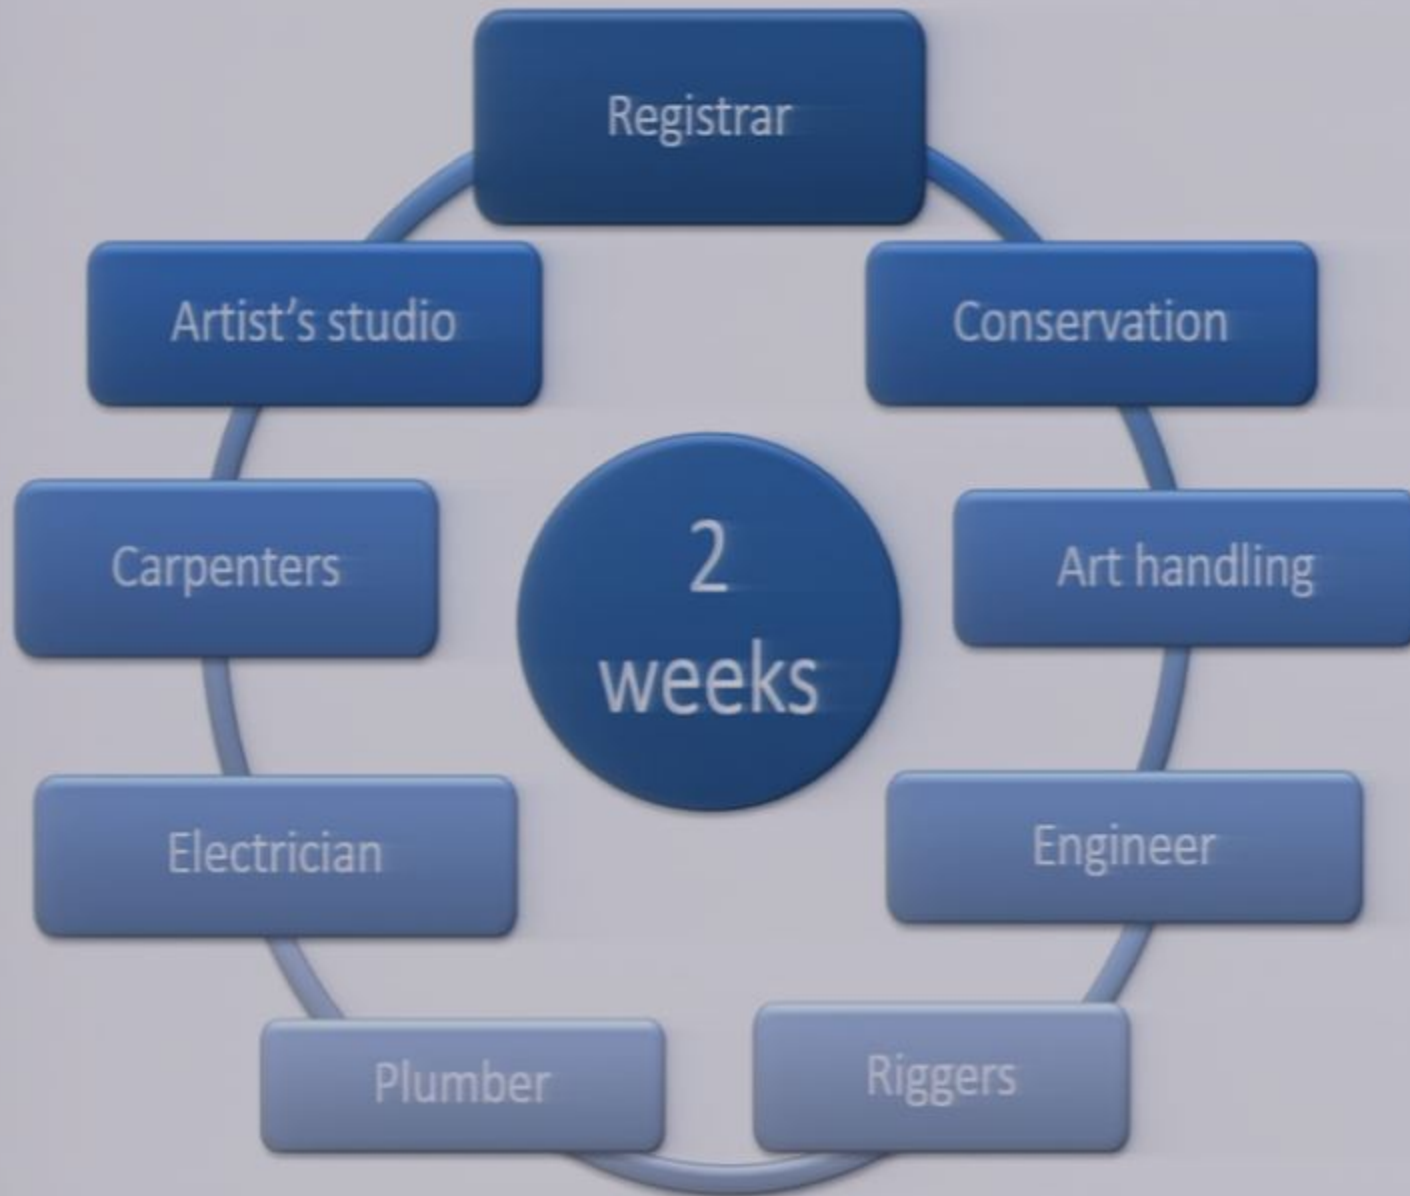 Registrar
Artist’s studio
Conservation
2
weeks
Carpenters
Art handling
Electrician
Engineer
Plumber
Riggers